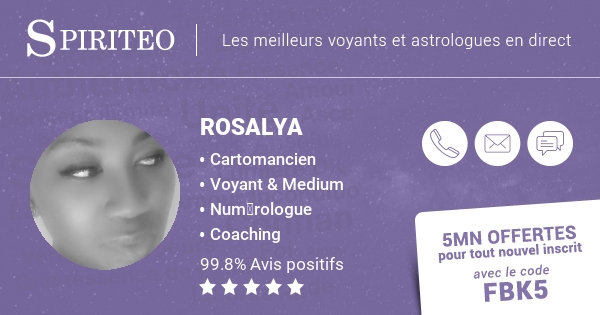 SPIRITEO
Les meilleurs voyants et astrologues en direct
ROSALYA
• Cartomancien
• Voyant & Medium
• Num▯rologue
• Coaching
99.8% Avis positifs
5MN OFFERTES
pour tout nouvel inscrit
avec le code
FBK5